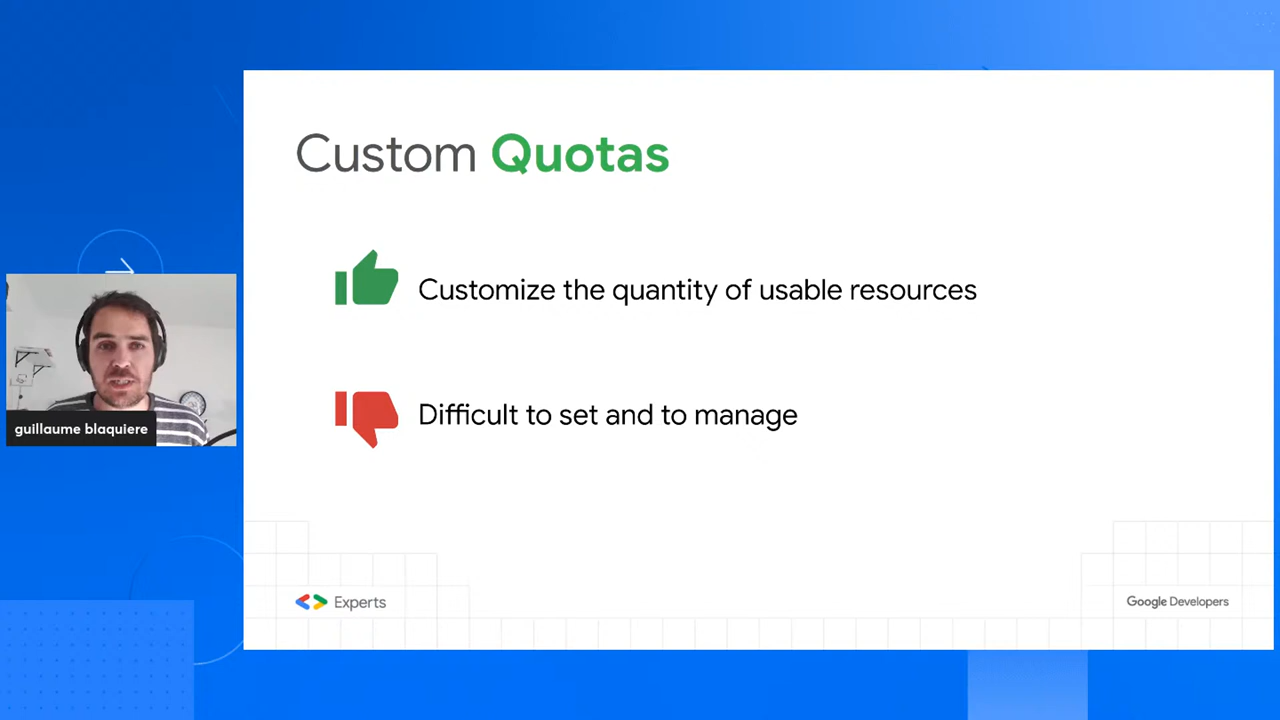 Custom Quotas
Customize the quantity of usable resources
Difficult to set and to manage
guillaume blaquiere
Experts
Google Developers